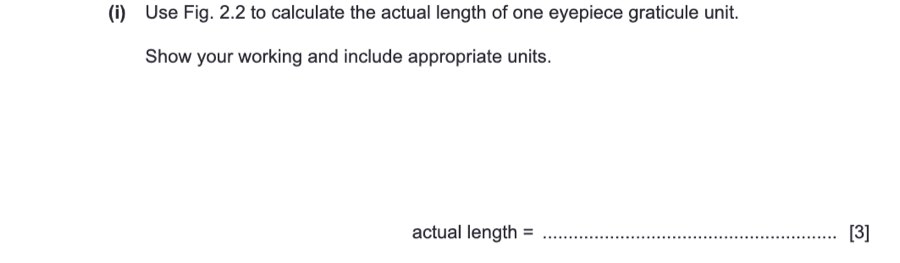 (i) Use Fig. 2.2 to calculate the actual length of one eyepiece graticule unit.
Show your working and include appropriate units.
actual length = ............................................................ [3]